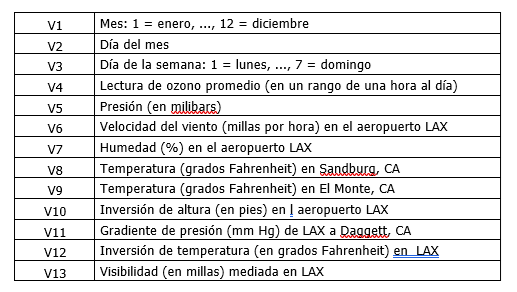 V1 Mes: 1 = enero, ..., 12 = diciembre
V2 Día del mes
V3 Día de la semana: 1 = lunes, ..., 7 = domingo
V4 Lectura de ozono promedio (en un rango de una hora al día)
V5 Presión (en milibars)
V6 Velocidad del viento (millas por hora) en el aeropuerto LAX
V7 Humedad (%) en el aeropuerto LAX
V8 Temperatura (grados Fahrenheit) en Sandburg, CA
V9 Temperatura (grados Fahrenheit) en El Monte, CA
V10 Inversión de altura (en pies) en l aeropuerto LAX
V11 Gradiente de presión (mm Hg) de LAX a Daggett, CA
V12 Inversión de temperatura (en grados Fahrenheit) en LAX
V13 Visibilidad (en millas) mediada en LAX